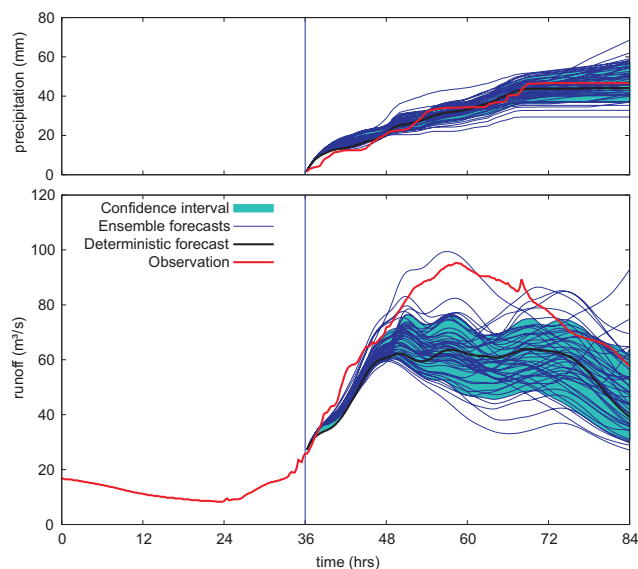 80
60
40
20
0
precipitation (mm)
120
100
80
60
40
20
0
runoff (m³/s)
Confidence interval
Ensemble forecasts
Deterministic forecast
Observation
0 12 24 36 48 60 72 84
time (hrs)